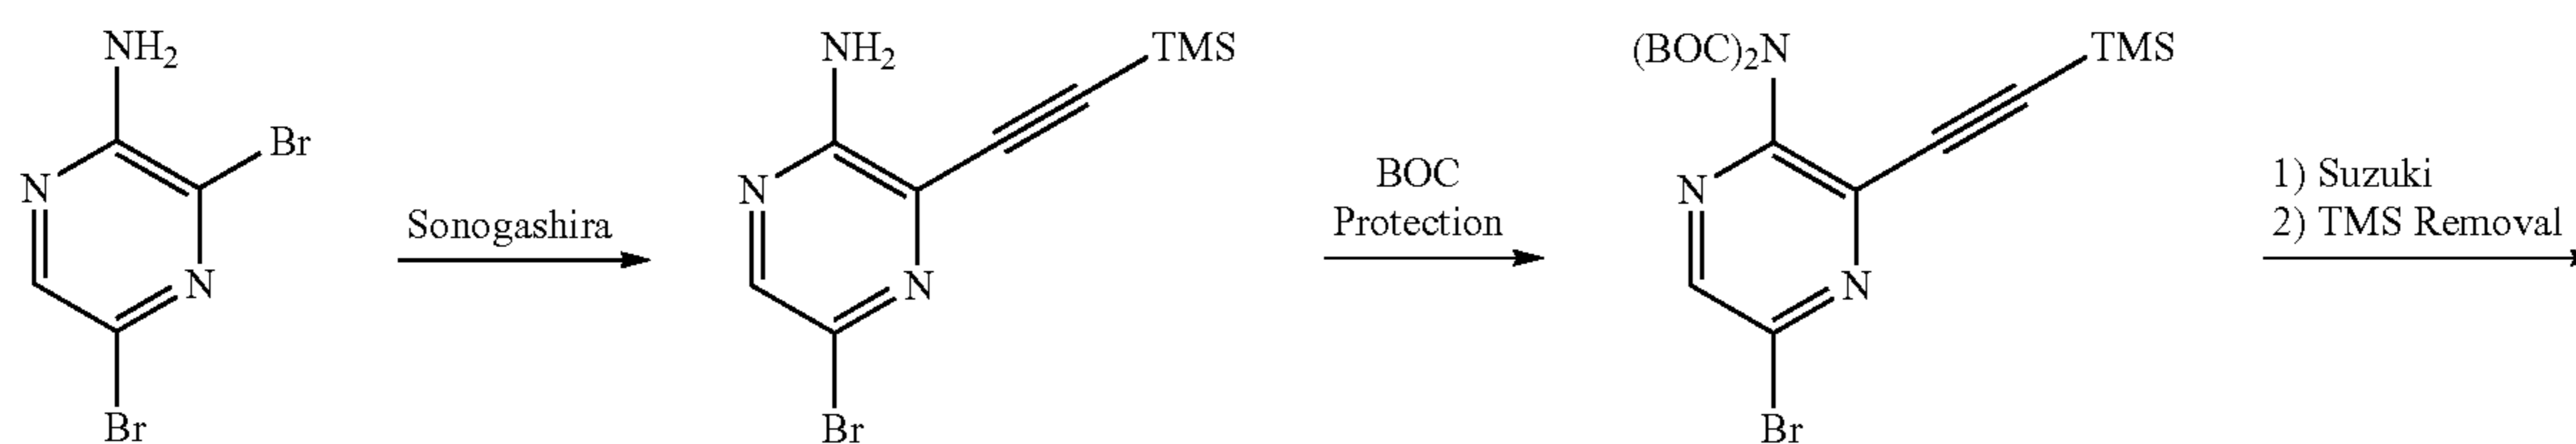 NH2
Br
N
N
Br
Sonogashira
NH2
TMS
N
N
Br
BOC
Protection
(BOC)2N
TMS
N
N
Br
1) Suzuki
2) TMS Removal